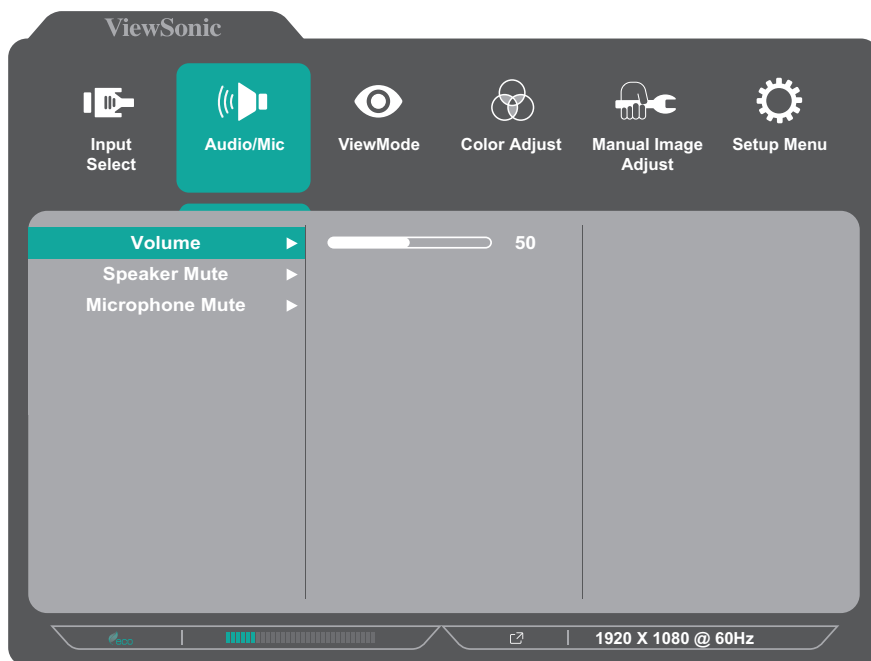 ViewSonic
Input
Select
Audio/Mic
ViewMode
Color Adjust
Manual Image
Adjust
Setup Menu
Volume
50
Speaker Mute
Microphone Mute
eco
1920 X 1080 @ 60Hz